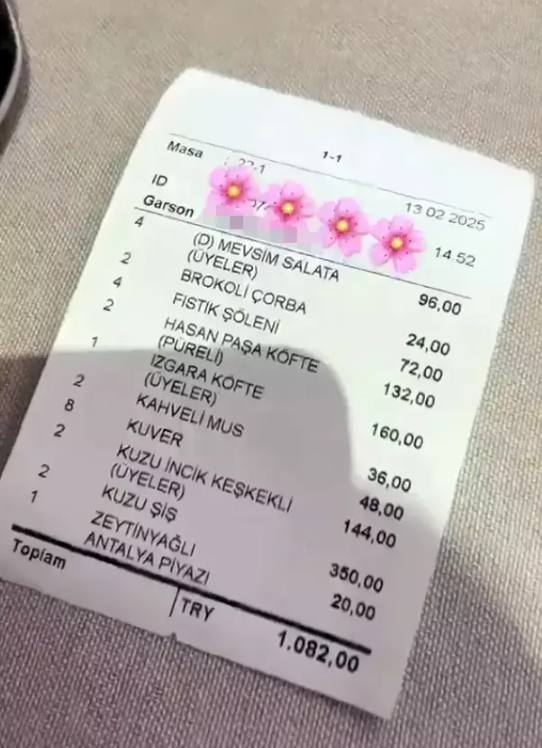 1-1
Masa : 22-1 13 02 2025
ID 14 52
Garson
4 (D) MEVSİM SALATA 96,00
(ÜYELER)
2 BROKOLİ ÇORBA 24,00
4 FISTIK ŞÖLENİ 72,00
2 HASAN PAŞA KÖFTE 132,00
(PÜRELİ)
1 IZGARA KÖFTE 160,00
(ÜYELER)
2 KAHVELİ MUS 36,00
8 KUVER 48,00
2 KUZU İNCİK KEŞKEKLİ 144,00
(ÜYELER)
2 KUZU ŞİŞ 350,00
1 ZEYTİNYAĞLI 20,00
ANTALYA PİYAZI
Toplam TRY 1.082,00